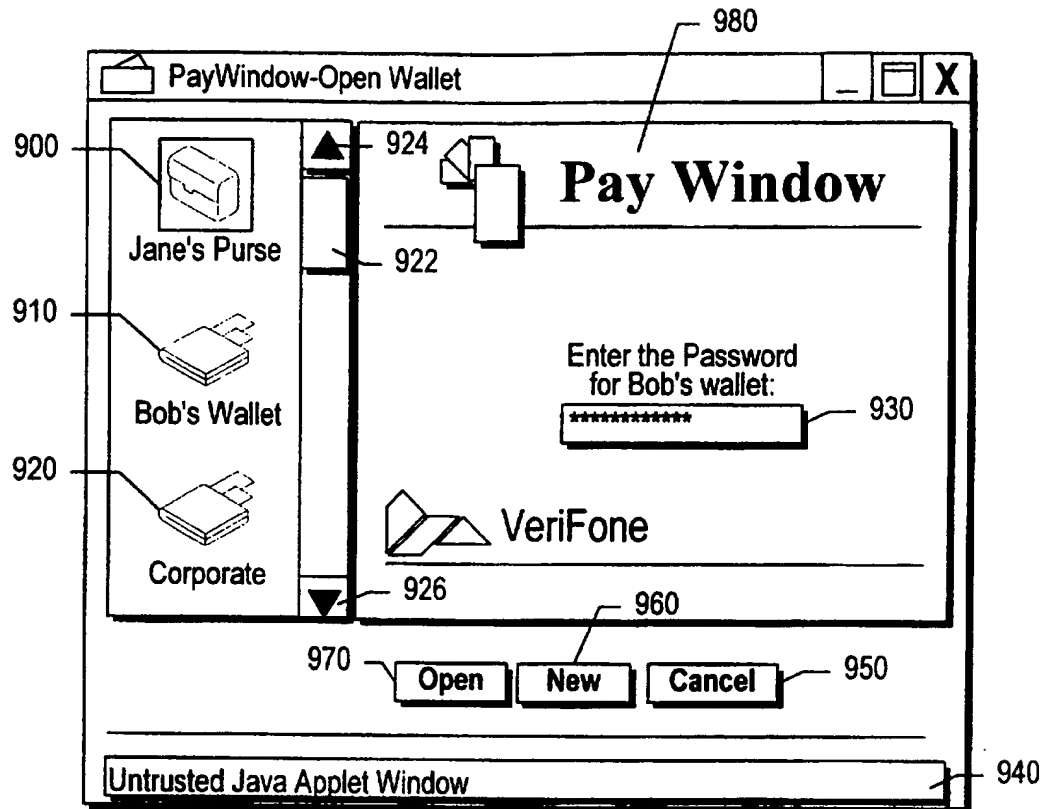 980
PayWindow-Open Wallet
_ X
900
924
Pay Window
Jane's Purse
922
910
Enter the Password
for Bob's wallet:
************
930
Bob's Wallet
920
VeriFone
Corporate
926
960
970
Open
New
Cancel
950
Untrusted Java Applet Window
940